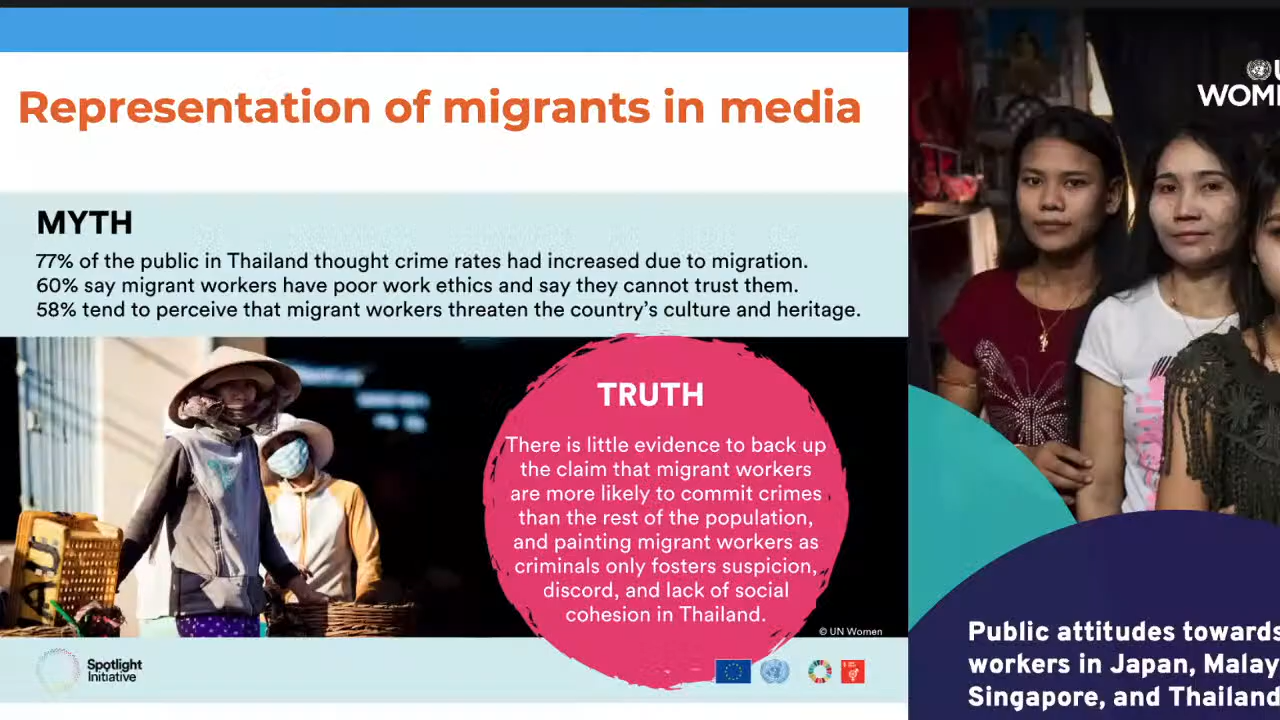 Representation of migrants in media
MYTH
77% of the public in Thailand thought crime rates had increased due to migration.
60% say migrant workers have poor work ethics and say they cannot trust them.
58% tend to perceive that migrant workers threaten the country's culture and heritage.
TRUTH
There is little evidence to back up
the claim that migrant workers
are more likely to commit crimes
than the rest of the population,
and painting migrant workers as
criminals only fosters suspicion,
discord, and lack of social
cohesion in Thailand.
© UN Women
Spotlight
Initiative
Public attitudes towards
workers in Japan,
Singapore, and Thailand